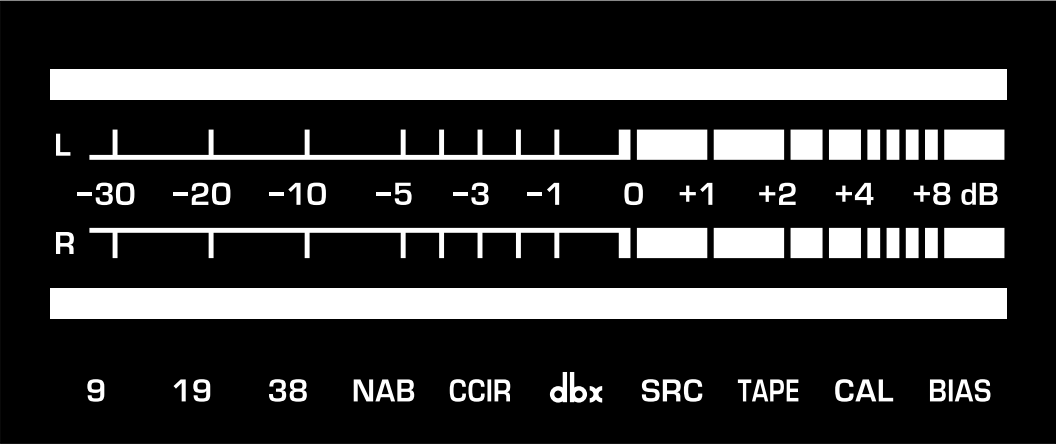 L
−30 −20 −10 −5 −3 −1 0 +1 +2 +4 +8 dB
R
9 19 38 NAB CCIR dbx SRC TAPE CAL BIAS